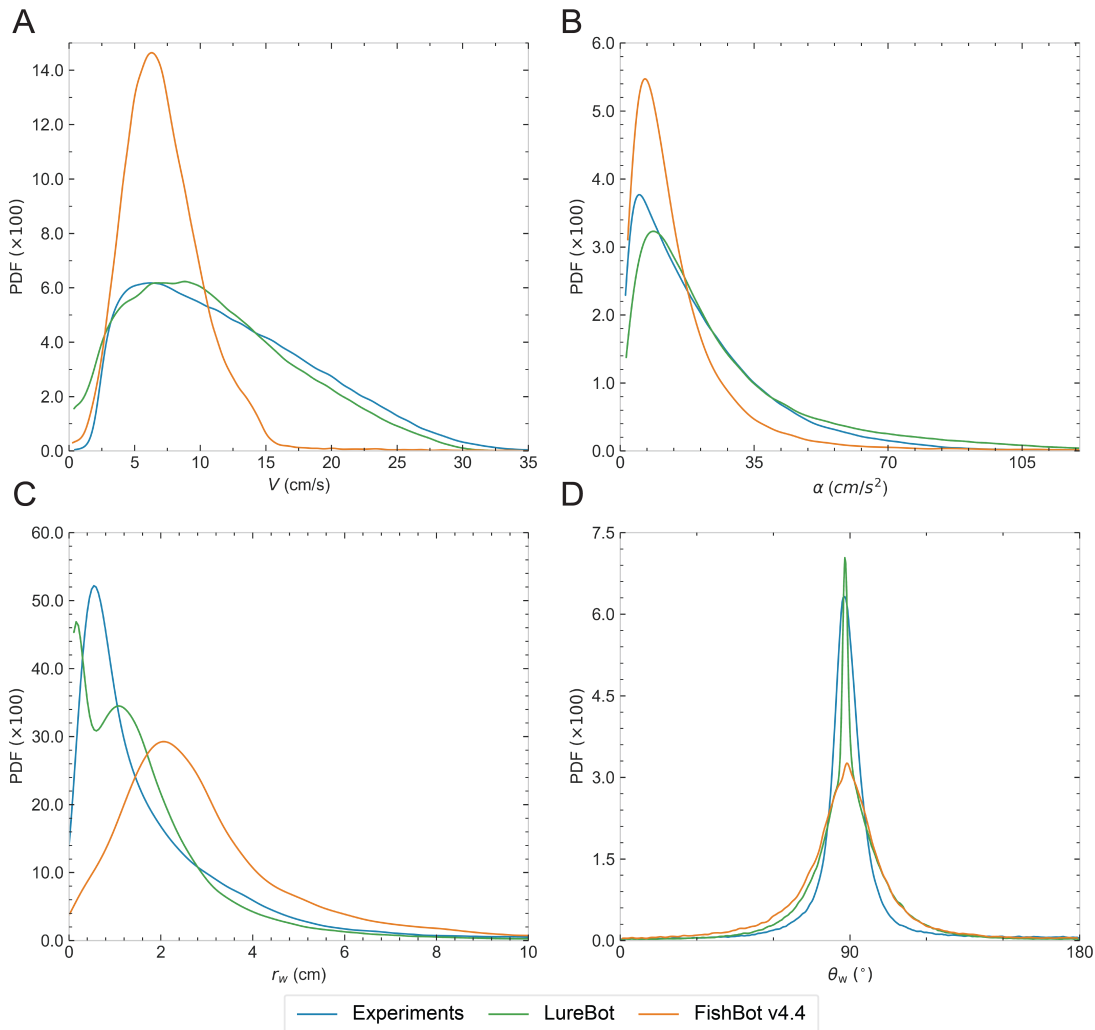 A
PDF (×100)
14.0
12.0
10.0
8.0
6.0
4.0
2.0
0.0
0 5 10 15 20 25 30 35
V (cm/s)
B
PDF (×100)
6.0
5.0
4.0
3.0
2.0
1.0
0.0
0 35 70 105
α (cm/s²)
C
PDF (×100)
60.0
50.0
40.0
30.0
20.0
10.0
0.0
0 2 4 6 8 10
r_w (cm)
D
PDF (×100)
7.5
6.0
4.5
3.0
1.5
0.0
0 90 180
θ_w (°)
Experiments LureBot FishBot v4.4